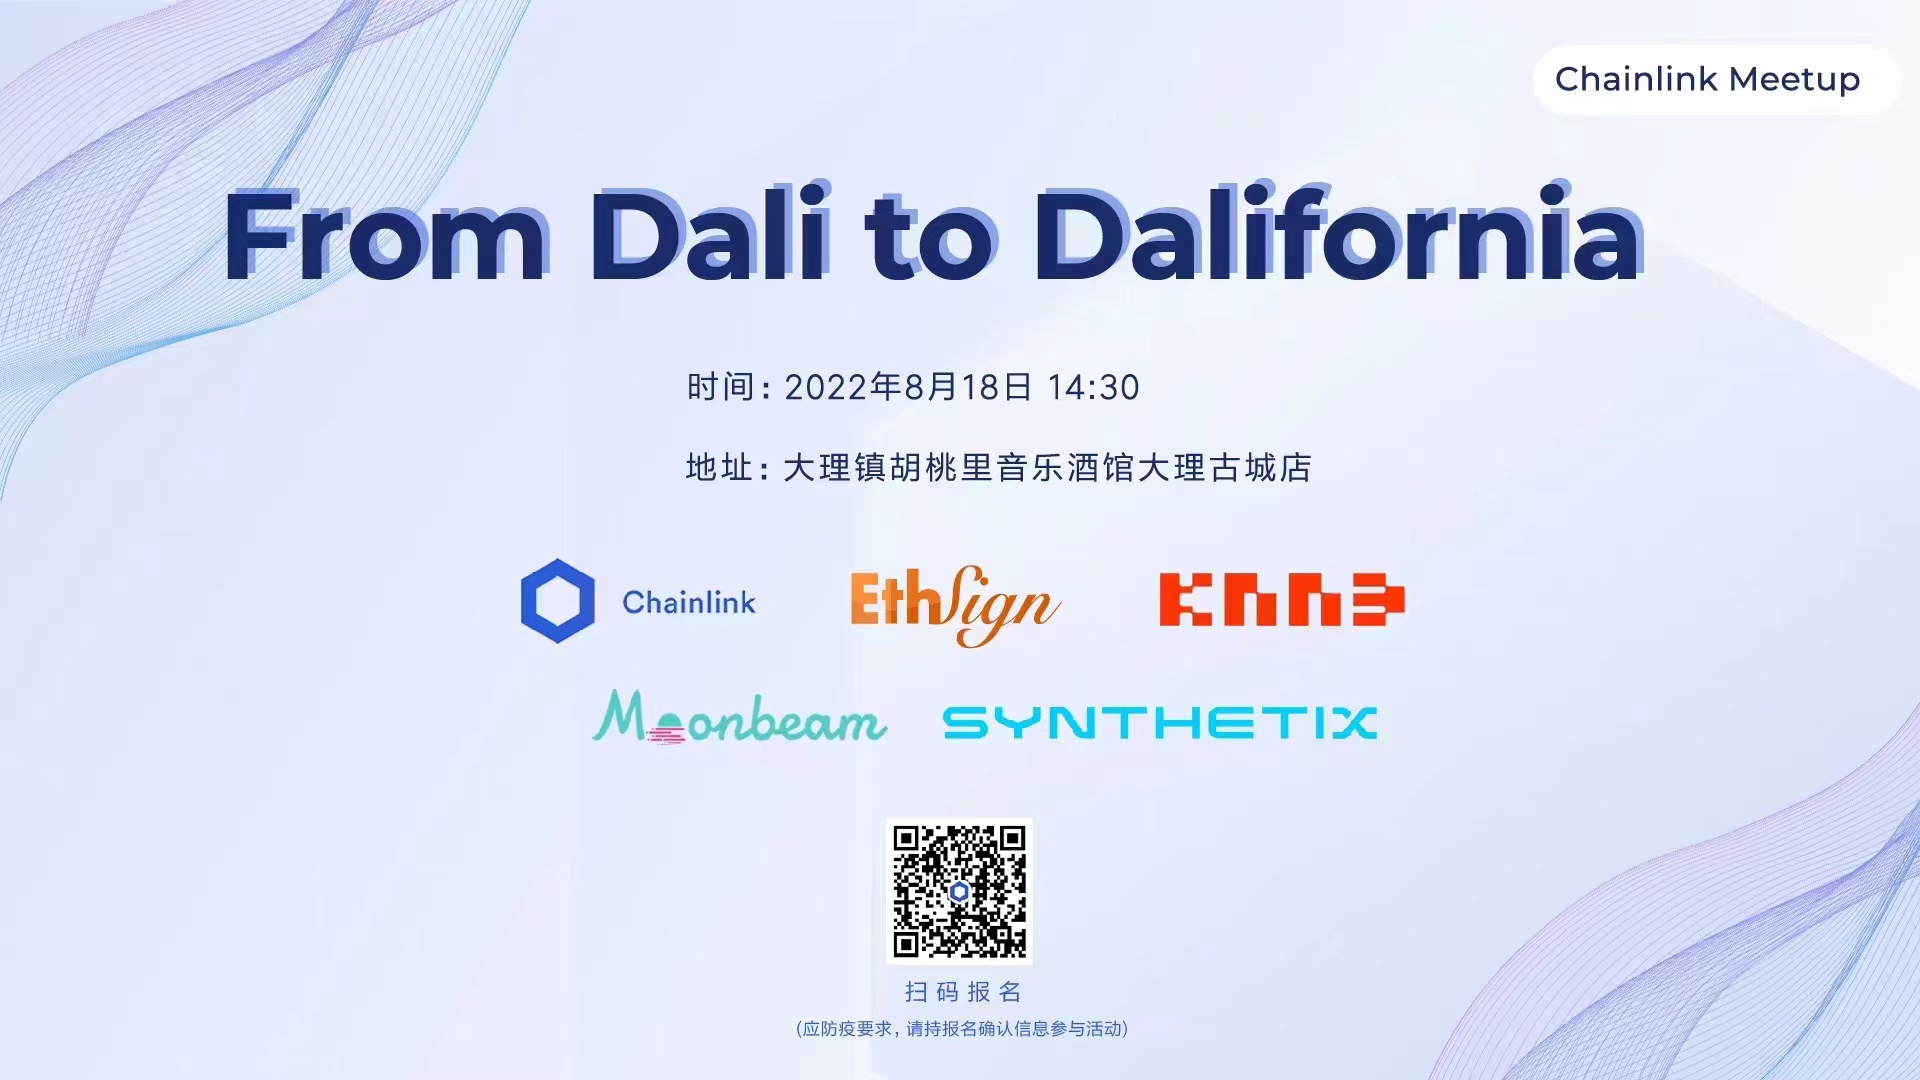 Chainlink Meetup
From Dali to Dalifornia
时间: 2022年8月18日 14:30
地址: 大理镇胡桃里音乐酒馆大理古城店
Chainlink
EthSign
KNN3
Moonbeam
SYNTHETIX
扫码报名
(应防疫要求, 请持报名确认信息参与活动)